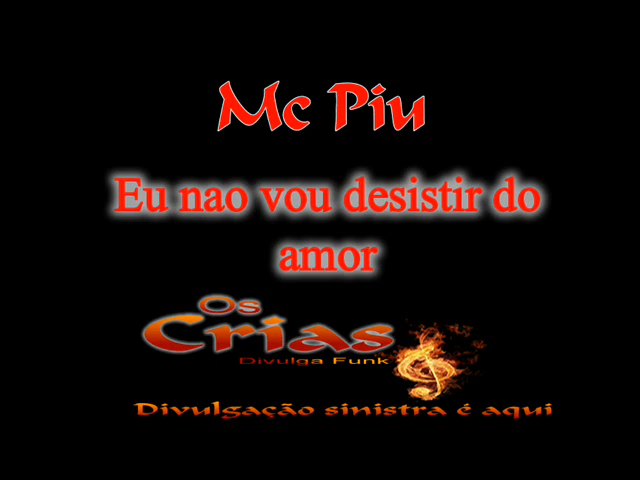 Mc Piu
Eu nao vou desistir do
amor
Os
Crias
Divulga Funk
Divulgação sinistra é aqui